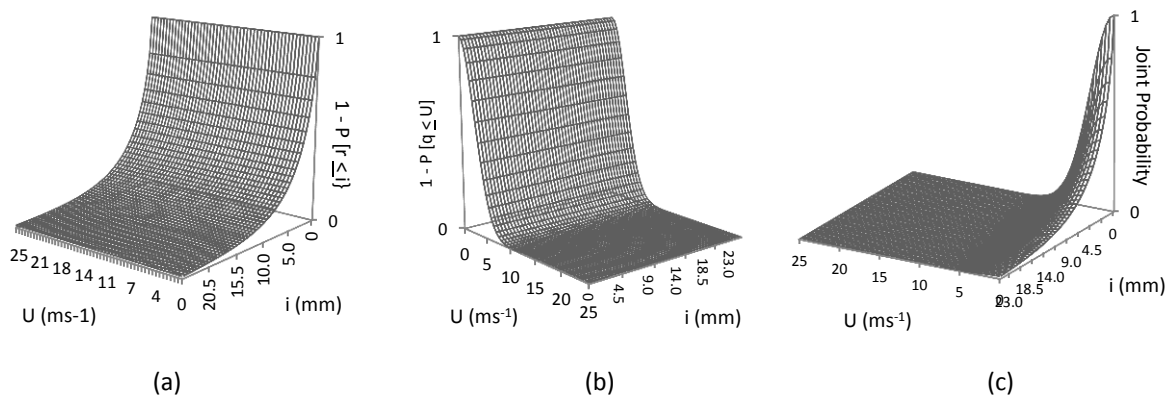 1
1 - P [r ≤ i}
0
25 21 18 14 11 7 4 0
20.5 15.5 10.0 5.0 0
U (ms-1)
i (mm)
(a)
1
1 - P [q ≤ U]
0
0 5 10 15 20 25
0 4.5 9.0 14.0 18.5 23.0
U (ms-1)
i (mm)
(b)
1
Joint Probability
0
25 20 15 10 5 0
23.0 18.5 14.0 9.0 4.5 0
U (ms-1)
i (mm)
(c)